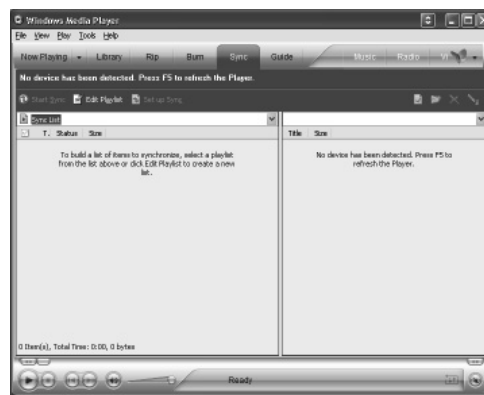 Windows Media Player
File View Play Tools Help
Now Playing Library Rip Burn Sync Guide Music Radio
No device has been detected. Press F5 to refresh the Player.
Start Sync Edit Playlist Set up Sync
Sync List
T. Status Size Title Size
To build a list of items to synchronize, select a playlist
from the list above or click Edit Playlist to create a new
list.
No device has been detected. Press F5 to
refresh the Player.
0 Item(s), Total Time: 0:00, 0 bytes
Ready